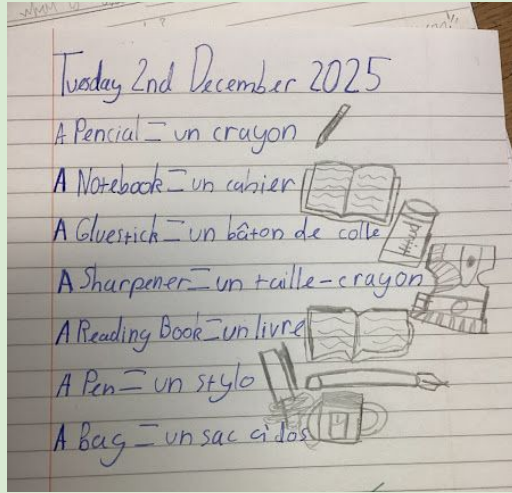 Tuesday 2nd December 2025
A Pencial = un crayon
A Notebook = un cahier
A Gluestick = un bâton de colle
A Sharpener = un taille-crayon
A Reading Book = un livre
A Pen = un stylo
A Bag = un sac à dos